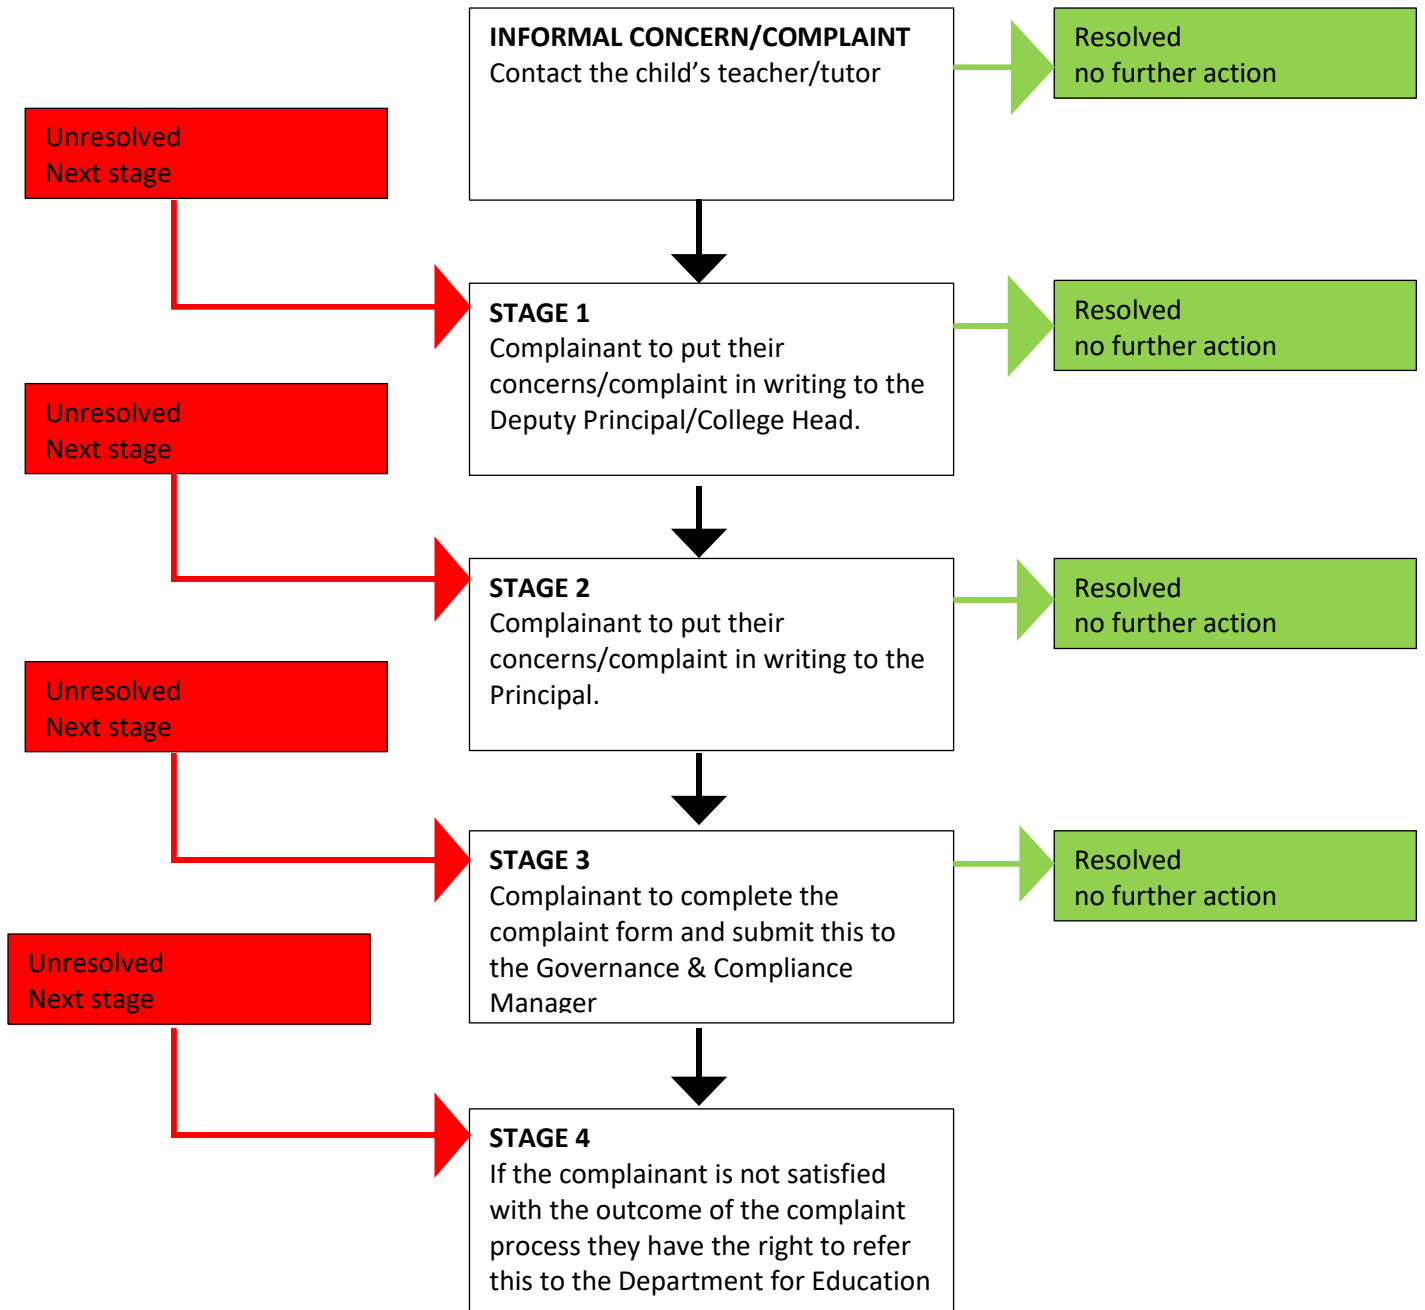 INFORMAL CONCERN/COMPLAINT
Contact the child's teacher/tutor
Resolved
no further action
Unresolved
Next stage
STAGE 1
Complainant to put their
concerns/complaint in writing to the
Deputy Principal/College Head.
Resolved
no further action
Unresolved
Next stage
STAGE 2
Complainant to put their
concerns/complaint in writing to the
Principal.
Resolved
no further action
Unresolved
Next stage
STAGE 3
Complainant to complete the
complaint form and submit this to
the Governance & Compliance
Manager
Resolved
no further action
Unresolved
Next stage
STAGE 4
If the complainant is not satisfied
with the outcome of the complaint
process they have the right to refer
this to the Department for Education